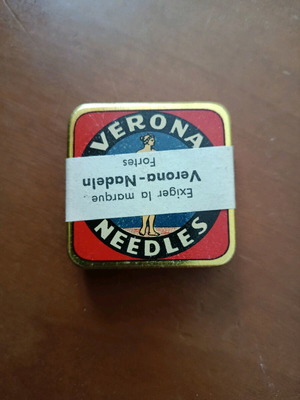 VERONA
Exiger la marque..
Verona-Nadeln
Fortes
NEEDLES